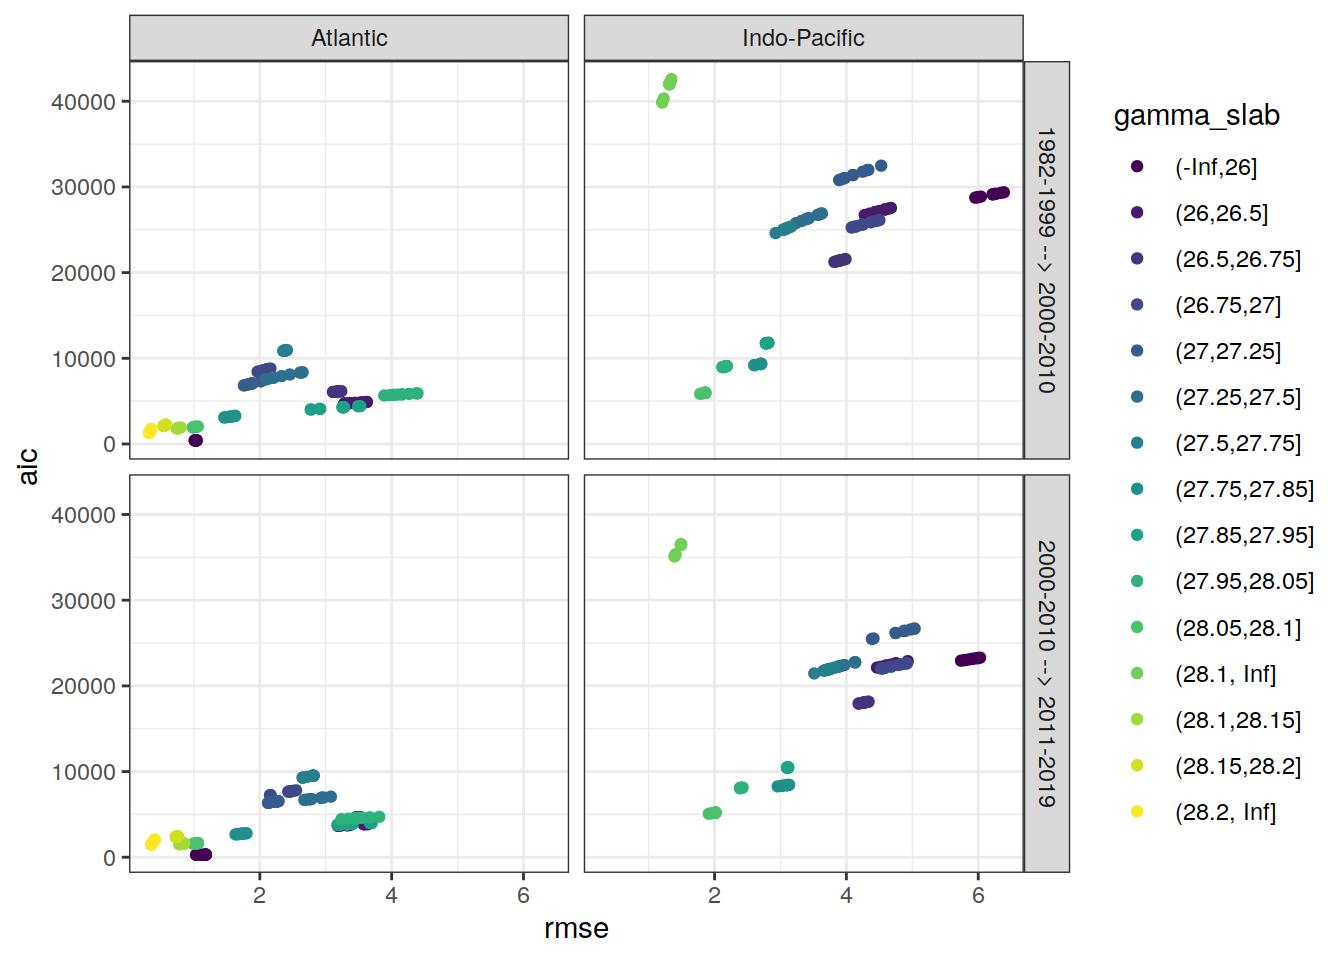 Atlantic
Indo-Pacific
40000
30000
20000
10000
0
1982-1999 --> 2000-2010
40000
30000
20000
10000
0
2000-2010 --> 2011-2019
2
4
6
2
4
6
rmse
aic
gamma_slab
(-Inf,26]
(26,26.5]
(26.5,26.75]
(26.75,27]
(27,27.25]
(27.25,27.5]
(27.5,27.75]
(27.75,27.85]
(27.85,27.95]
(27.95,28.05]
(28.05,28.1]
(28.1, Inf]
(28.1,28.15]
(28.15,28.2]
(28.2, Inf]